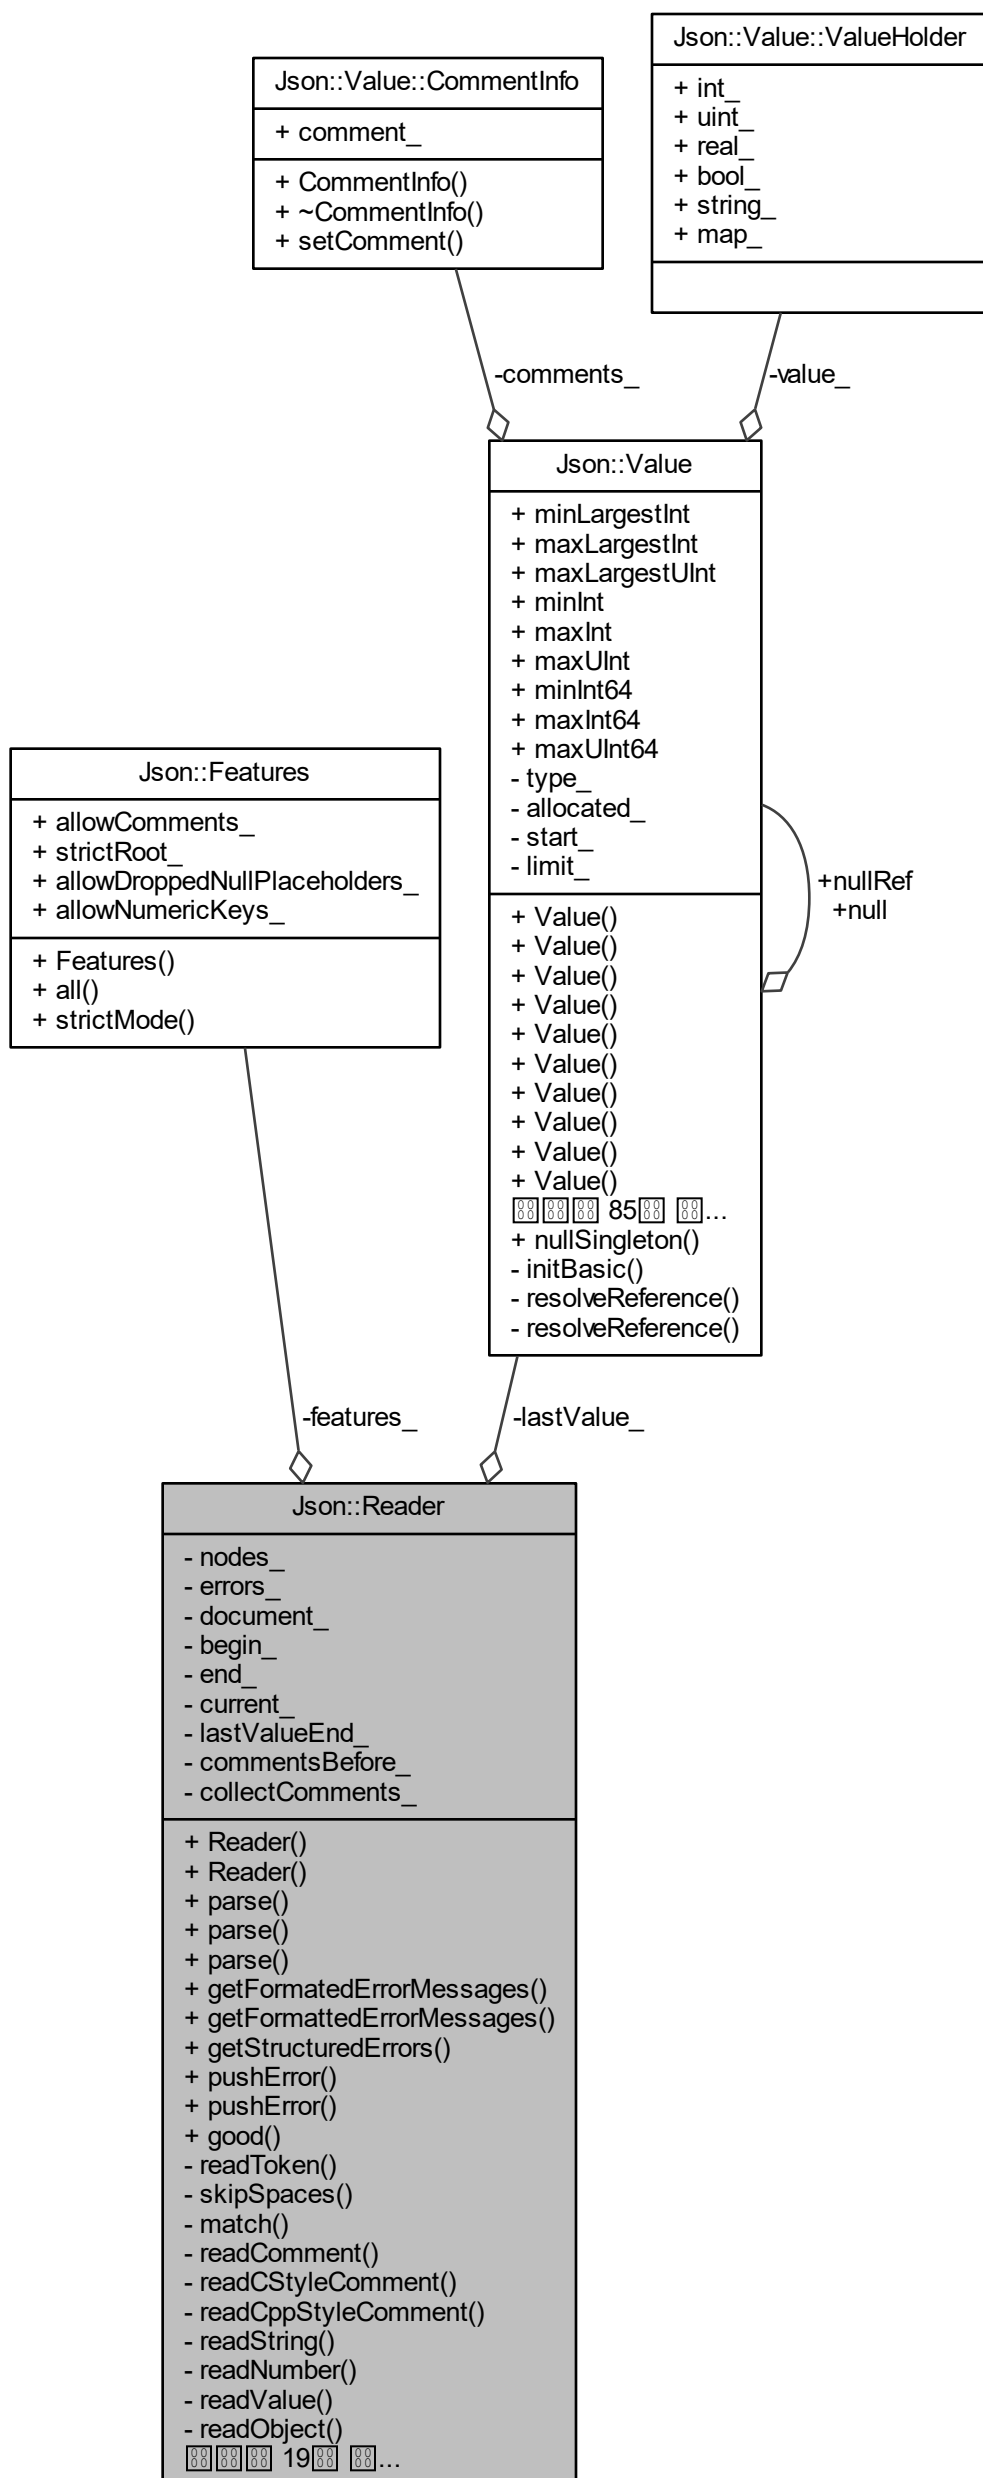 Json::Value::ValueHolder
+ int_
+ uint_
+ real_
+ bool_
+ string_
+ map_
Json::Value::CommentInfo
+ comment_
+ CommentInfo()
+ ~CommentInfo()
+ setComment()
-comments_
-value_
Json::Value
+ minLargestInt
+ maxLargestInt
+ maxLargestUInt
+ minInt
+ maxInt
+ maxUInt
+ minInt64
+ maxInt64
+ maxUInt64
- type_
- allocated_
- start_
- limit_
+ Value()
+ Value()
+ Value()
+ Value()
+ Value()
+ Value()
+ Value()
+ Value()
+ Value()
+ Value()
85 ...
+ nullSingleton()
- initBasic()
- resolveReference()
- resolveReference()
+nullRef
+null
Json::Features
+ allowComments_
+ strictRoot_
+ allowDroppedNullPlaceholders_
+ allowNumericKeys_
+ Features()
+ all()
+ strictMode()
-features_
-lastValue_
Json::Reader
- nodes_
- errors_
- document_
- begin_
- end_
- current_
- lastValueEnd_
- commentsBefore_
- collectComments_
+ Reader()
+ Reader()
+ parse()
+ parse()
+ parse()
+ getFormatedErrorMessages()
+ getFormattedErrorMessages()
+ getStructuredErrors()
+ pushError()
+ pushError()
+ good()
- readToken()
- skipSpaces()
- match()
- readComment()
- readCStyleComment()
- readCppStyleComment()
- readString()
- readNumber()
- readValue()
- readObject()
19 ...